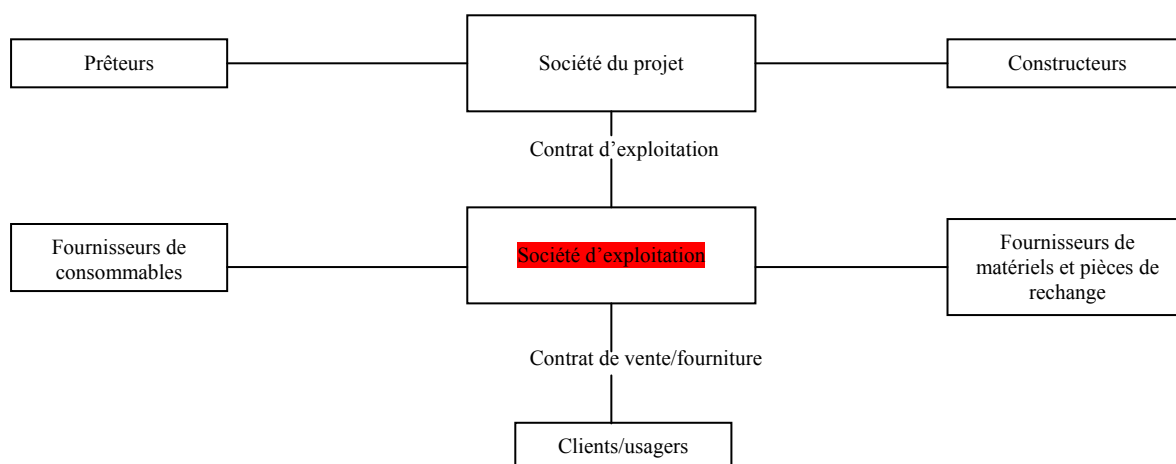 Prêteurs
Société du projet
Constructeurs
Contrat d’exploitation
Fournisseurs de
consommables
Société d’exploitation
Fournisseurs de
matériels et pièces de
rechange
Contrat de vente/fourniture
Clients/usagers